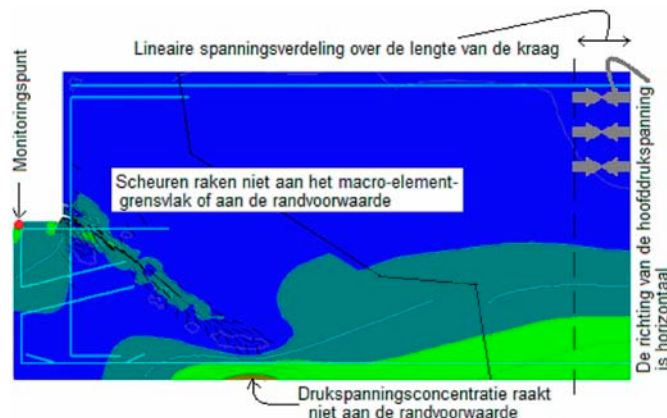 Lineaire spanningsverdeling over de lengte van de kraag
Monitoringspunt
Scheuren raken niet aan het macro-element-
grensvlak of aan de randvoorwaarde
De richting van de hoofddrukspanning
is horizontaal
Drukspanningsconcentratie raakt
niet aan de randvoorwaarde